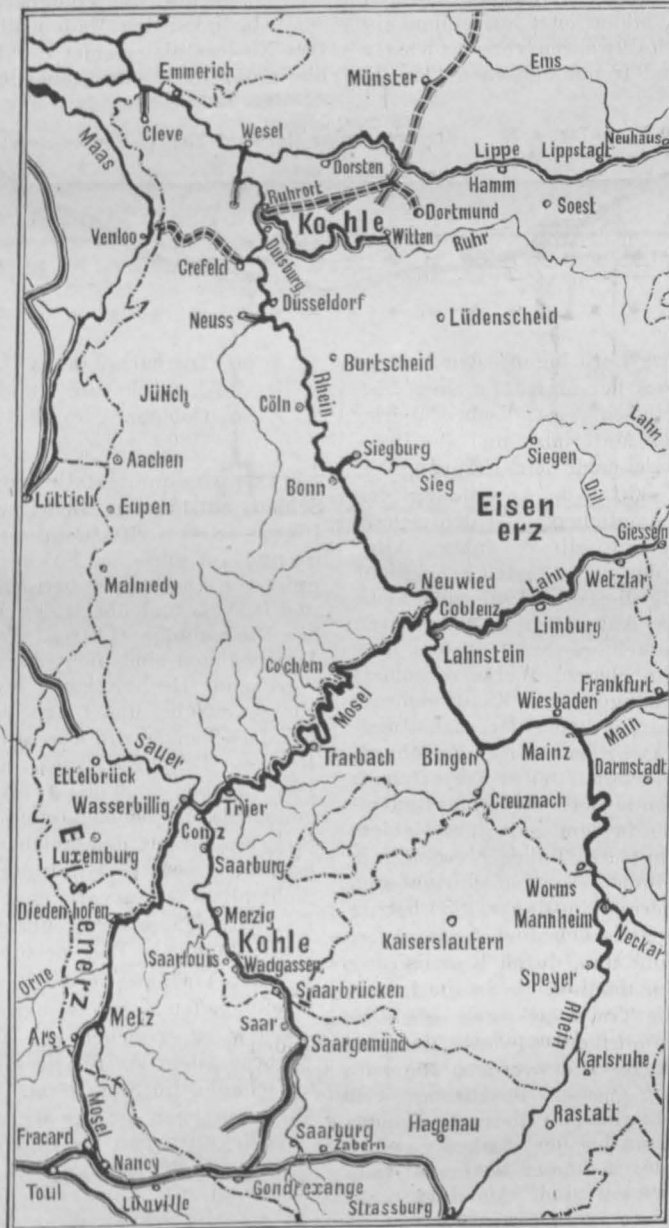 Emmerich
Münster
Ems
Cleve
Wesel
Maas
Dorsten
Lippe
Lippstadt
Neuhaus
Hamm
Ruhrort
Kohle
Dortmund
Soest
Venloo
Duisburg
Witten
Ruhr
Crefeld
Düsseldorf
Neuss
Lüdenscheid
Rhein
Burtscheid
Jülich
Cöln
Lahn
Siegburg
Siegen
Aachen
Bonn
Sieg
Dill
Lüttich
Eupen
Eisen
erz
Giessen
Malmedy
Neuwied
Lahn
Wetzlar
Coblenz
Limburg
Lahnstein
Cochem
Mosel
Frankfurt
Wiesbaden
Main
Sauer
Trarbach
Bingen
Mainz
Ettelbrück
Darmstadt
Wasserbillig
Trier
Creuznach
Conz
Eisenerz
Luxemburg
Saarburg
Worms
Diedenhofen
Merzig
Mannheim
Kohle
Kaiserslautern
Neckar
Saarlouis
Wadgassen
Orne
Saarbrücken
Speyer
Rhein
Metz
Saar
Ars
Saargemünd
Karlsruhe
Mosel
Rastatt
Saarburg
Hagenau
Fracard
Zabern
Nancy
Toul
Lünville
Gondrexange
Strassburg